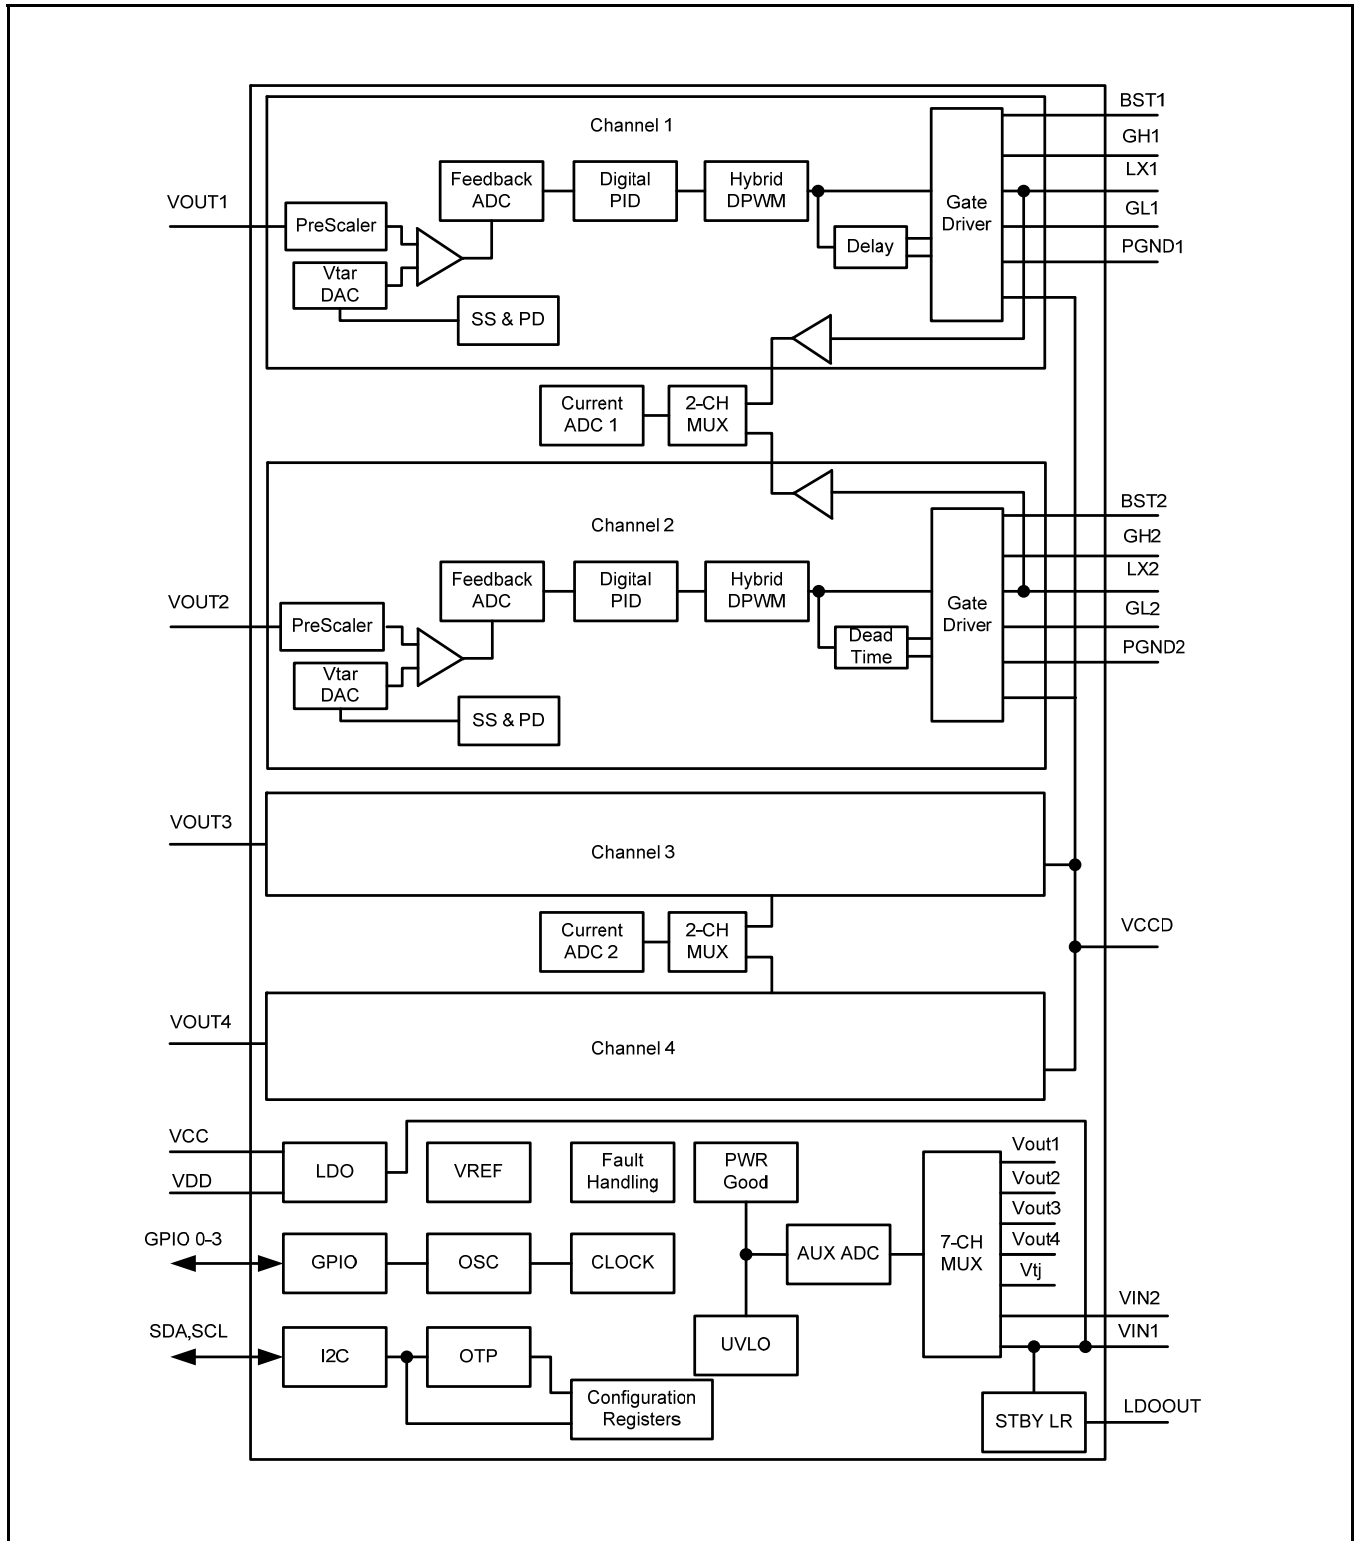 BST1
Channel 1
GH1
LX1
Feedback
ADC
Digital
PID
Hybrid
DPWM
VOUT1
Gate
Driver
GL1
PreScaler
Delay
PGND1
Vtar
DAC
SS & PD
Current
ADC 1
2-CH
MUX
BST2
Channel 2
GH2
LX2
Feedback
ADC
Digital
PID
Hybrid
DPWM
VOUT2
Gate
Driver
GL2
PreScaler
Dead
Time
PGND2
Vtar
DAC
SS & PD
VOUT3
Channel 3
Current
ADC 2
2-CH
MUX
VCCD
VOUT4
Channel 4
VCC
VDD
LDO
VREF
Fault
Handling
PWR
Good
Vout1
Vout2
Vout3
Vout4
Vtj
GPIO 0-3
GPIO
OSC
CLOCK
AUX ADC
7-CH
MUX
VIN2
VIN1
SDA,SCL
I2C
OTP
UVLO
Configuration
Registers
STBY LR
LDOOUT